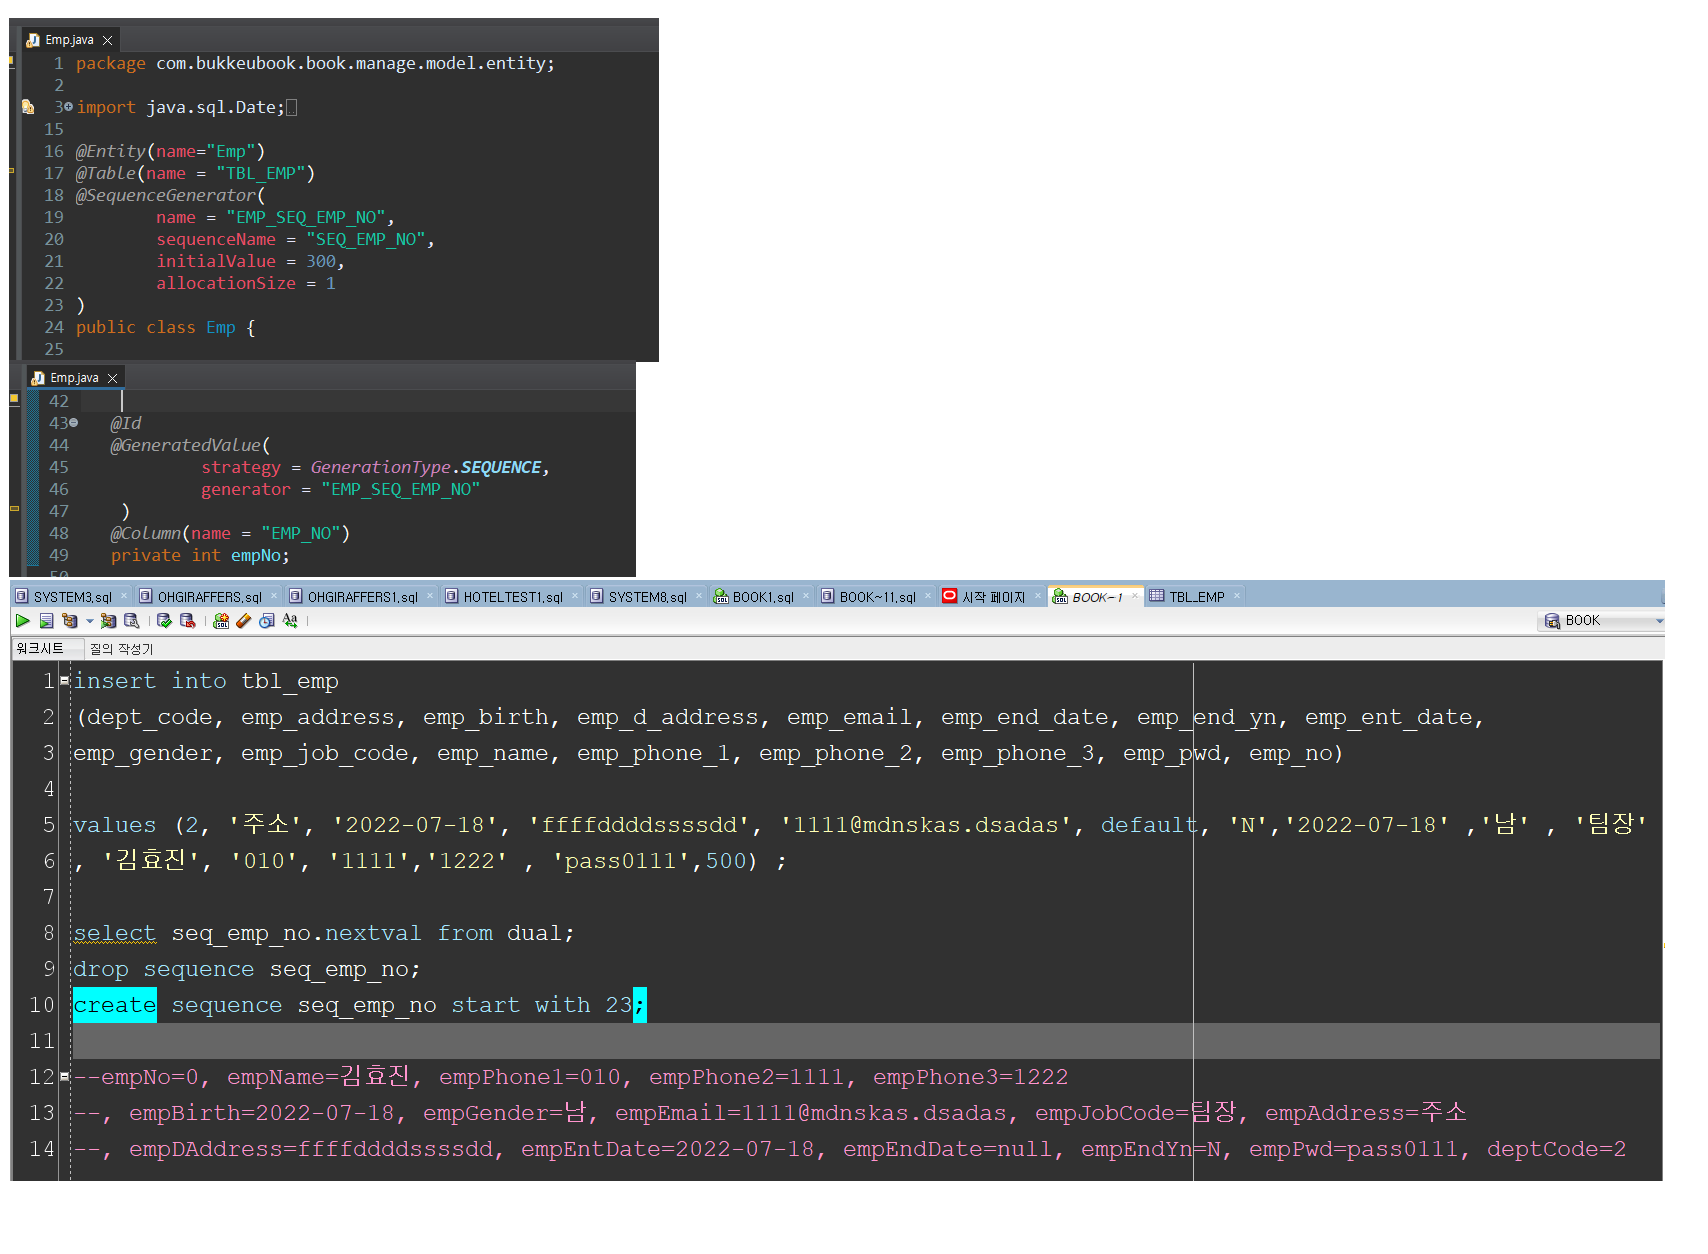 Emp.java
1 package com.bukkeubook.book.manage.model.entity;
2
3 import java.sql.Date;
15
16 @Entity(name="Emp")
17 @Table(name = "TBL_EMP")
18 @SequenceGenerator(
19 name = "EMP_SEQ_EMP_NO",
20 sequenceName = "SEQ_EMP_NO",
21 initialValue = 300,
22 allocationSize = 1
23 )
24 public class Emp {
25
Emp.java
42
43 @Id
44 @GeneratedValue(
45 strategy = GenerationType.SEQUENCE,
46 generator = "EMP_SEQ_EMP_NO"
47 )
48 @Column(name = "EMP_NO")
49 private int empNo;
50
SYSTEM3.sql OHGIRAFFERS.sql OHGIRAFFERS1.sql HOTELTEST1.sql SYSTEM8.sql BOOK1.sql BOOK~11.sql 시작 페이지 BOOK~1 TBL_EMP
BOOK
워크시트 질의 작성기
1 insert into tbl_emp
2 (dept_code, emp_address, emp_birth, emp_d_address, emp_email, emp_end_date, emp_end_yn, emp_ent_date,
3 emp_gender, emp_job_code, emp_name, emp_phone_1, emp_phone_2, emp_phone_3, emp_pwd, emp_no)
4
5 values (2, '주소', '2022-07-18', 'ffffddddssssdd', '1111@mdnskas.dsadas', default, 'N','2022-07-18' ,'남' , '팀장'
6 , '김효진', '010', '1111','1222' , 'pass0111',500) ;
7
8 select seq_emp_no.nextval from dual;
9 drop sequence seq_emp_no;
10 create sequence seq_emp_no start with 23;
11
12 --empNo=0, empName=김효진, empPhone1=010, empPhone2=1111, empPhone3=1222
13 --, empBirth=2022-07-18, empGender=남, empEmail=1111@mdnskas.dsadas, empJobCode=팀장, empAddress=주소
14 --, empDAddress=ffffddddssssdd, empEntDate=2022-07-18, empEndDate=null, empEndYn=N, empPwd=pass0111, deptCode=2